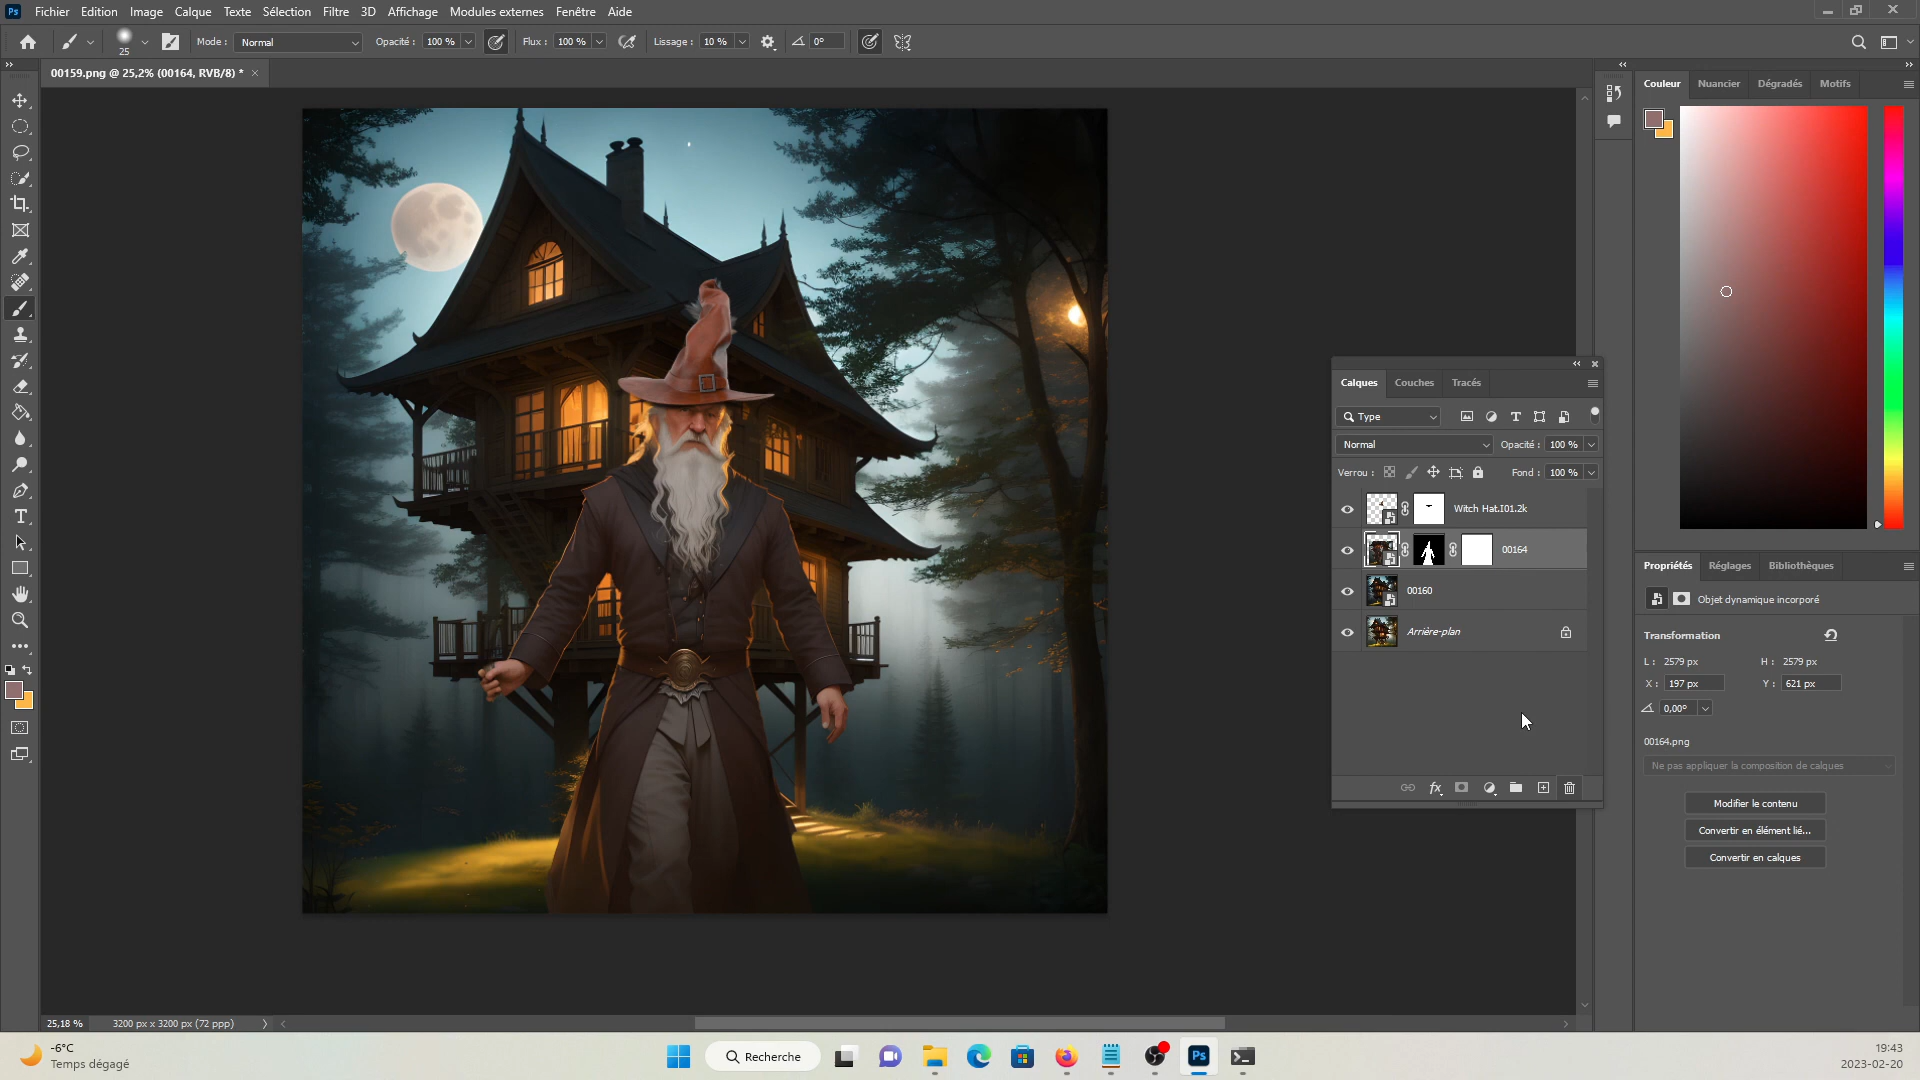 Ps Fichier Edition Image Calque Texte Sélection Filtre 3D Affichage Modules externes Fenêtre Aide
25 Mode : Normal Opacité : 100 % Flux : 100 % Lissage : 10 % 0°
00159.png @ 25,2% (00164, RVB/8) *
Couleur Nuancier Dégradés Motifs
Calques Couches Tracés
Type
Normal Opacité : 100 %
Verrou : Fond : 100 %
Witch Hat.I01.2k
00164
00160
Arrière-plan
fx
Propriétés Réglages Bibliothèques
Objet dynamique incorporé
Transformation
L : 2579 px H : 2579 px
X : 197 px Y : 621 px
0,00°
00164.png
Ne pas appliquer la composition de calques
Modifier le contenu
Convertir en élément lié...
Convertir en calques
25,18 % 3200 px x 3200 px (72 ppp)
-6°C
Temps dégagé
Recherche
Ps
19:43
2023-02-20